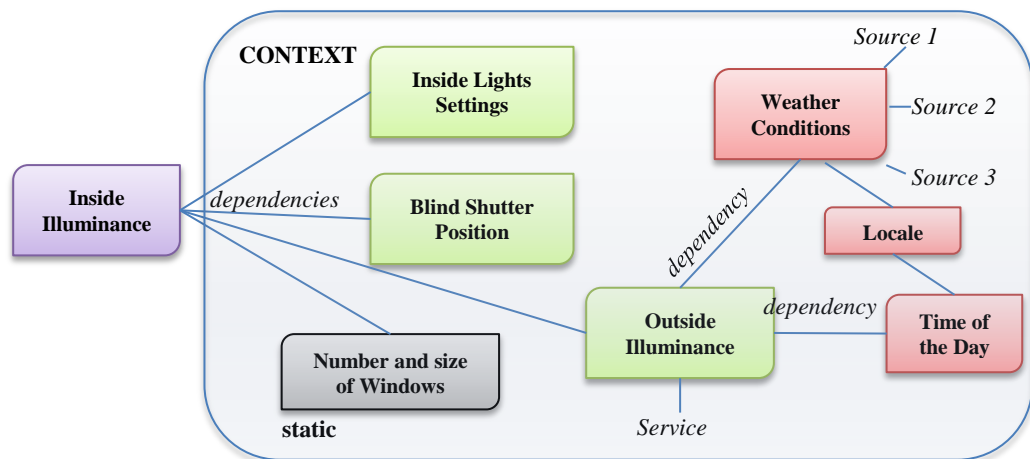 CONTEXT
Inside Lights
Settings
Source 1
Weather
Conditions
Source 2
Source 3
Inside
Illuminance
dependencies
Blind Shutter
Position
dependency
Locale
Outside
Illuminance
dependency
Time of
the Day
Number and size
of Windows
static
Service